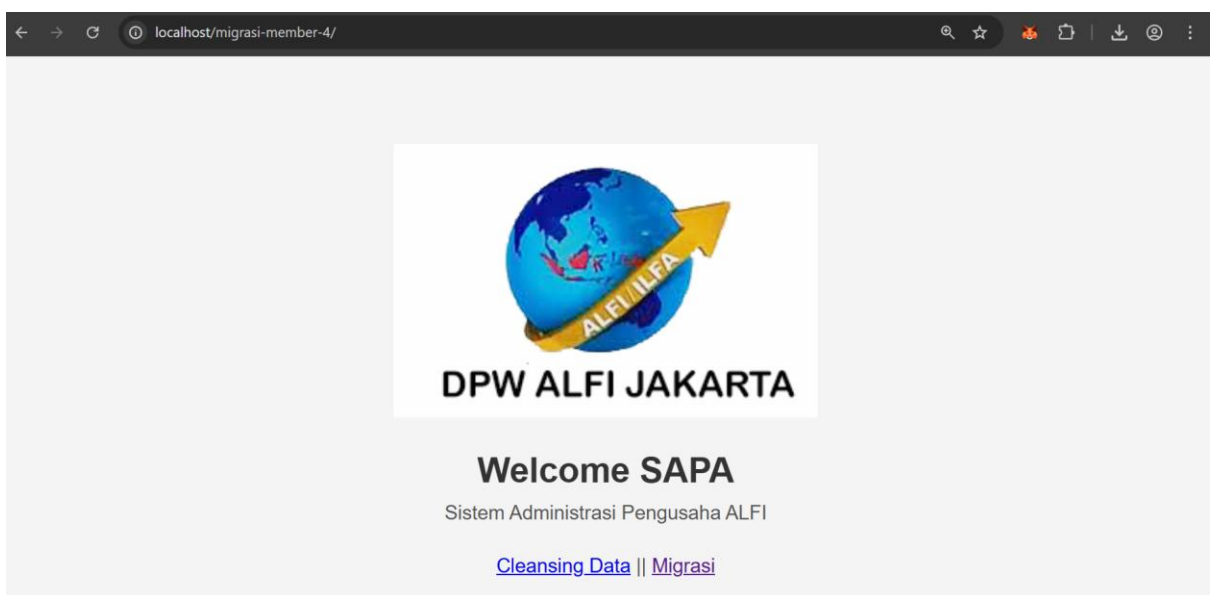 localhost/migrasi-member-4/
ALFI/ILFA
DPW ALFI JAKARTA
Welcome SAPA
Sistem Administrasi Pengusaha ALFI
Cleansing Data || Migrasi